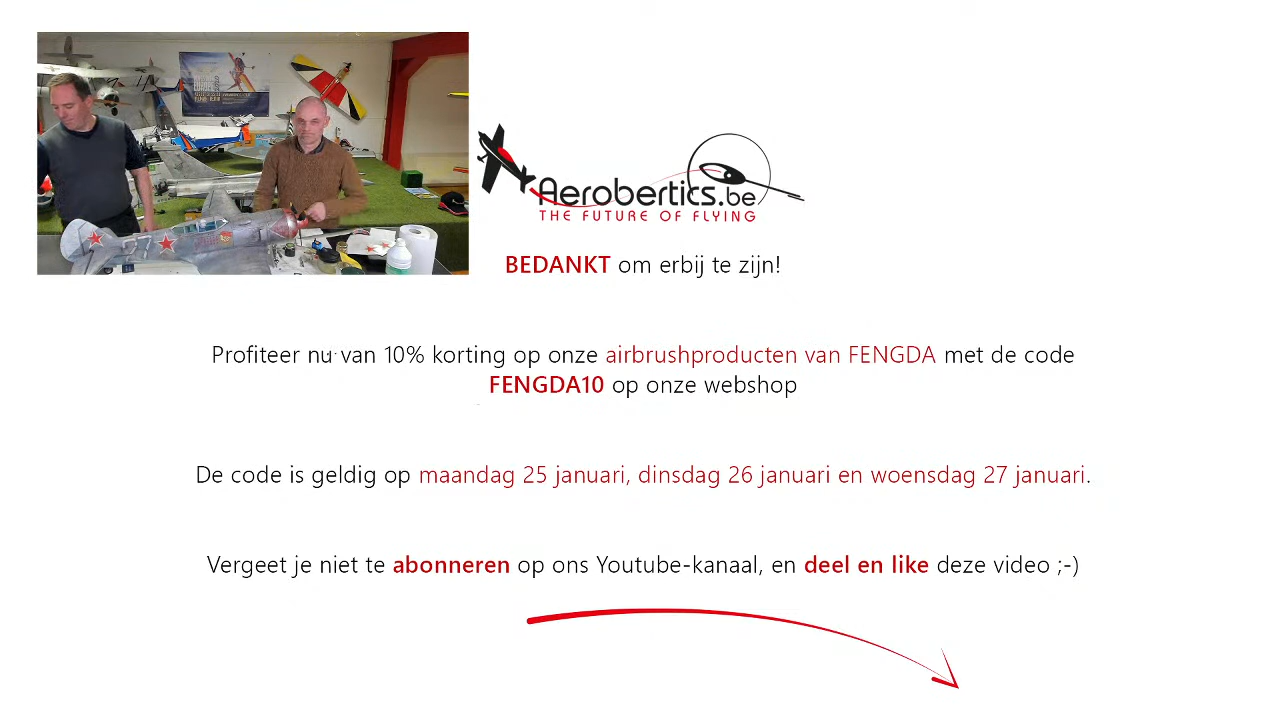 Aerobertics.be
THE FUTURE OF FLYING
BEDANKT om erbij te zijn!
Profiteer nu van 10% korting op onze airbrushproducten van FENGDA met de code
FENGDA10 op onze webshop
De code is geldig op maandag 25 januari, dinsdag 26 januari en woensdag 27 januari.
Vergeet je niet te abonneren op ons Youtube-kanaal, en deel en like deze video ;-)